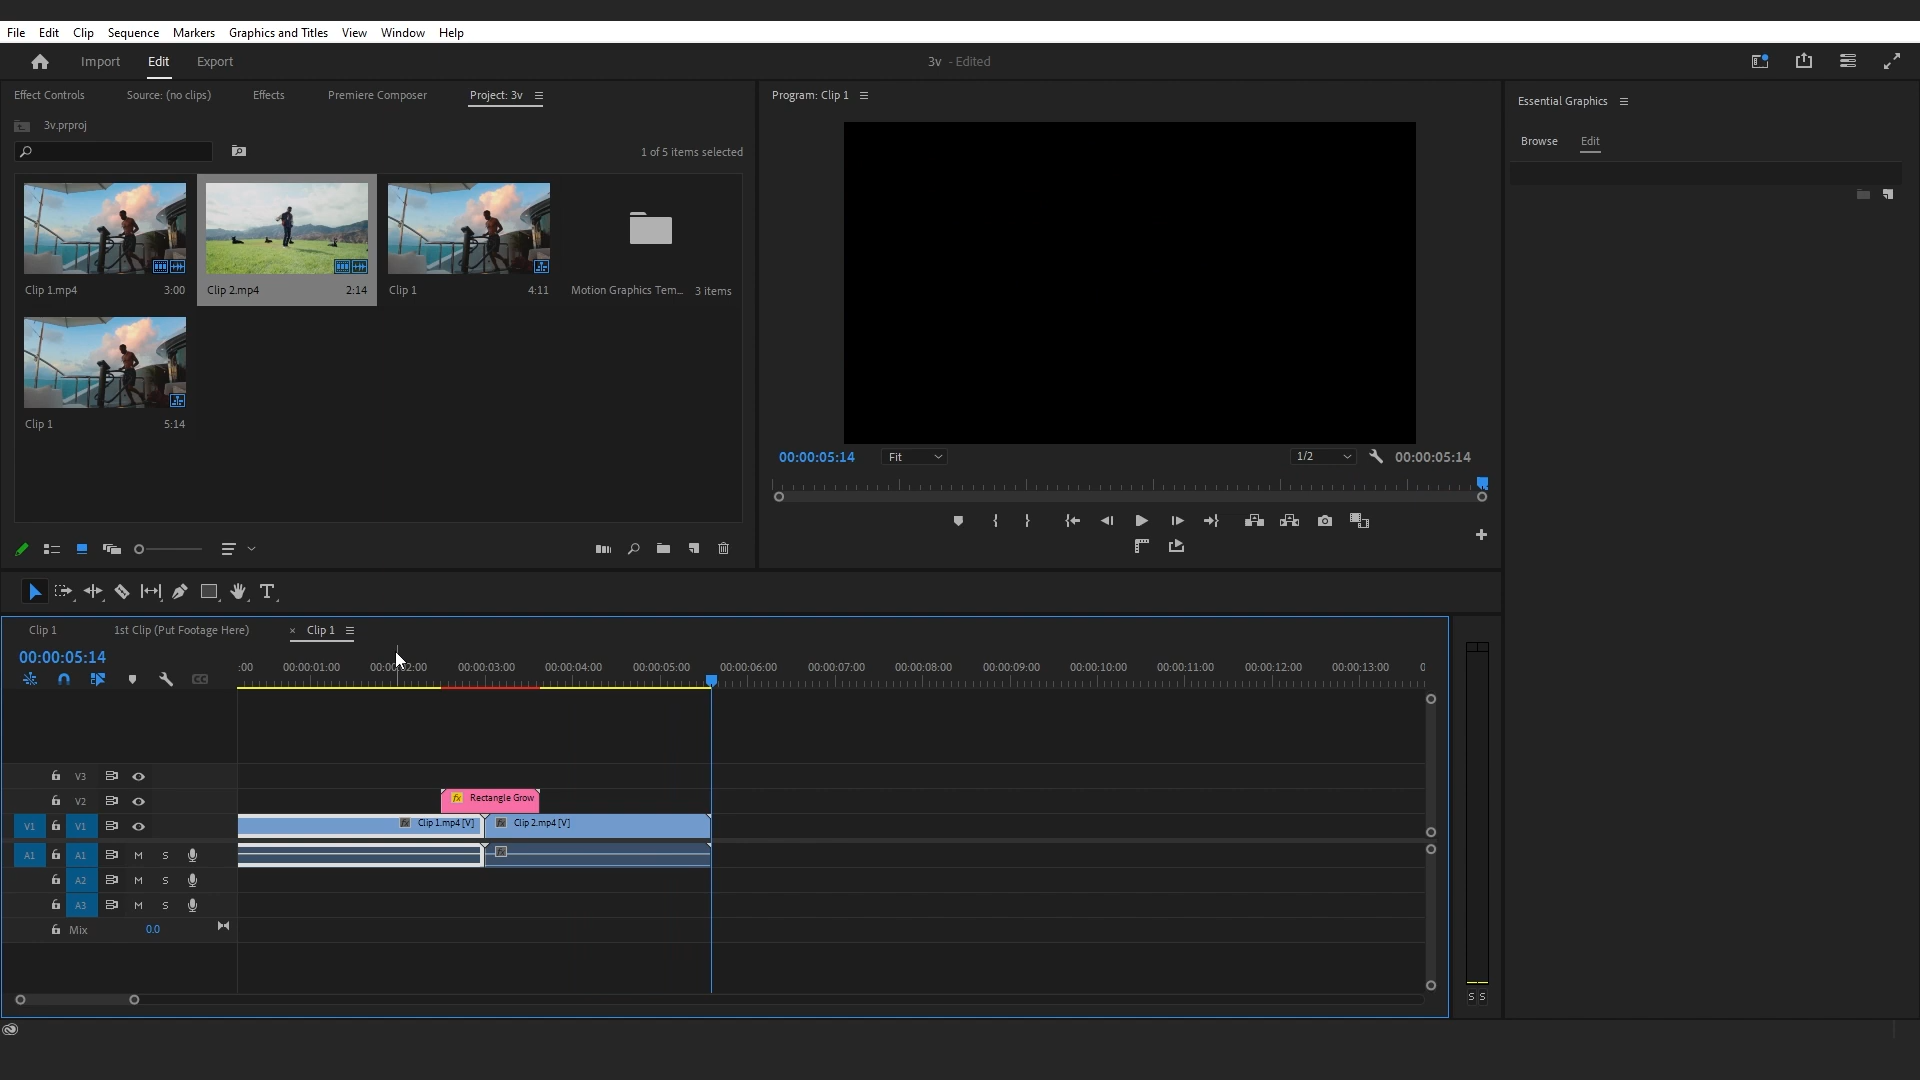 File Edit Clip Sequence Markers Graphics and Titles View Window Help
Import Edit Export 3v - Edited
Effect Controls Source: (no clips) Effects Premiere Composer Project: 3v
3v.prproj
1 of 5 items selected
Clip 1.mp4 3:00
Clip 2.mp4 2:14
Clip 1 4:11
Motion Graphics Tem... 3 items
Clip 1 5:14
Program: Clip 1
00:00:05:14 Fit 1/2 00:00:05:14
Essential Graphics
Browse Edit
T
Clip 1 1st Clip (Put Footage Here) × Clip 1
00:00:05:14
:00 00:00:01:00 00:00:02:00 00:00:03:00 00:00:04:00 00:00:05:00 00:00:06:00 00:00:07:00 00:00:08:00 00:00:09:00 00:00:10:00 00:00:11:00 00:00:12:00 00:00:13:00 0
CC
V3
V2 fx Rectangle Grow
V1 V1 fx Clip 1.mp4 [V] fx Clip 2.mp4 [V]
A1 A1 M S fx
A2 M S
A3 M S
Mix 0.0
S S